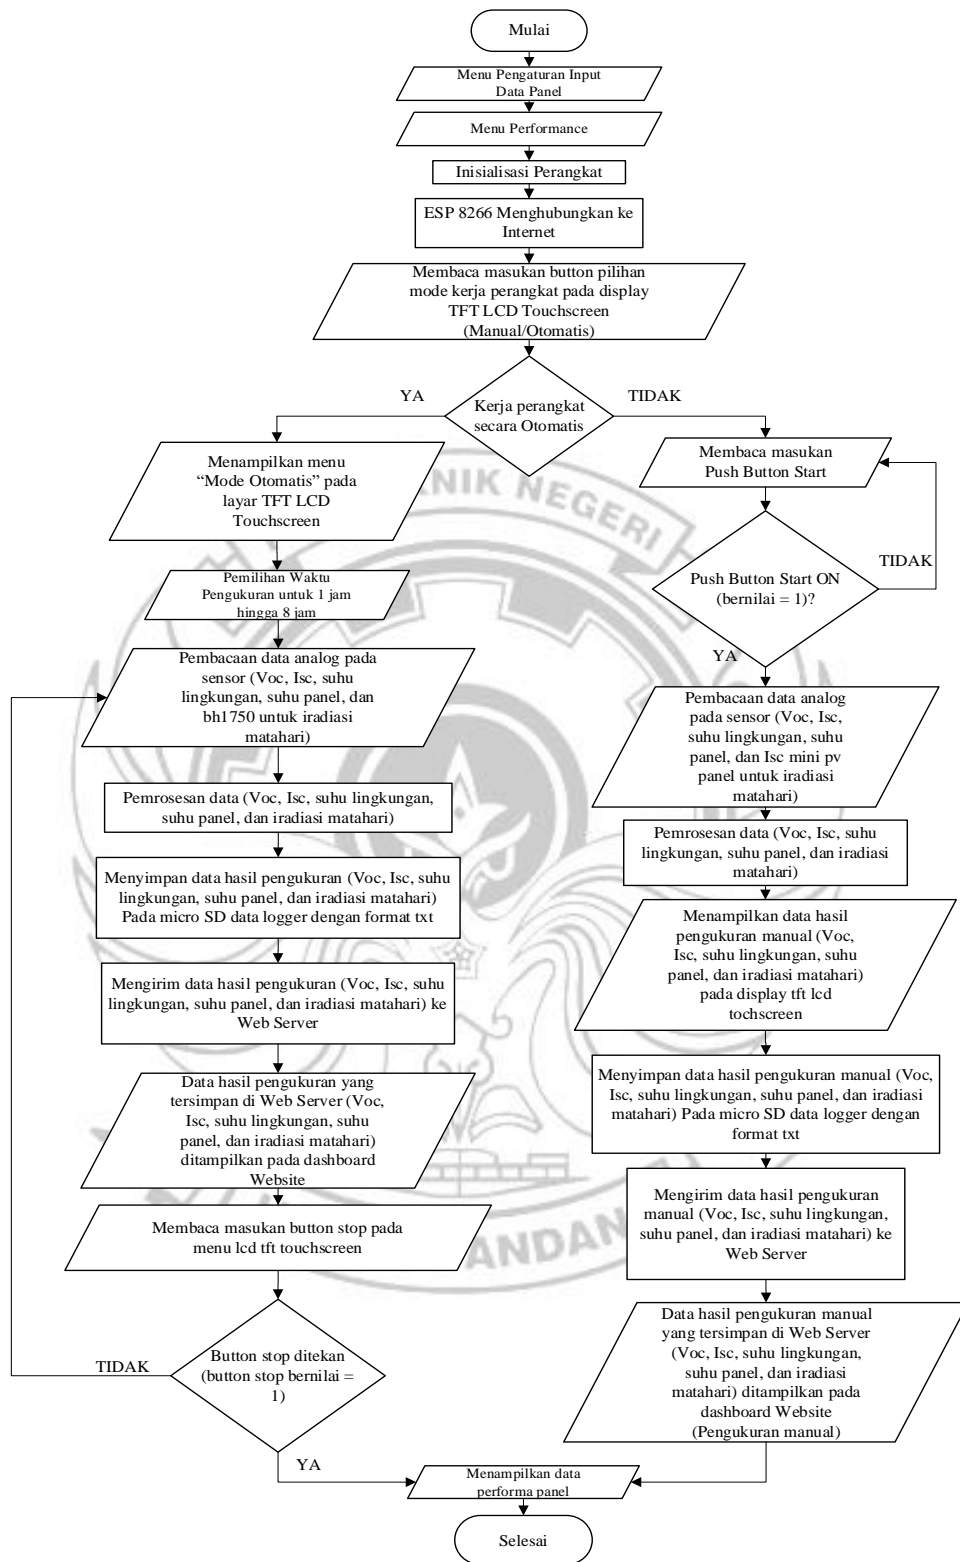 Mulai
Menu Pengaturan Input
Data Panel
Menu Performance
Inisialisasi Perangkat
ESP 8266 Menghubungkan ke
Internet
Membaca masukan button pilihan
mode kerja perangkat pada display
TFT LCD Touchscreen
(Manual/Otomatis)
Kerja perangkat
secara Otomatis
YA
TIDAK
Menampilkan menu
“Mode Otomatis” pada
layar TFT LCD
Touchscreen
Pemilihan Waktu
Pengukuran untuk 1 jam
hingga 8 jam
Pembacaan data analog pada
sensor (Voc, Isc, suhu
lingkungan, suhu panel, dan
bh1750 untuk iradiasi
matahari)
Pemrosesan data (Voc, Isc, suhu lingkungan,
suhu panel, dan iradiasi matahari)
Menyimpan data hasil pengukuran (Voc, Isc, suhu
lingkungan, suhu panel, dan iradiasi matahari)
Pada micro SD data logger dengan format txt
Mengirim data hasil pengukuran (Voc, Isc, suhu
lingkungan, suhu panel, dan iradiasi matahari) ke
Web Server
Data hasil pengukuran yang
tersimpan di Web Server (Voc,
Isc, suhu lingkungan, suhu
panel, dan iradiasi matahari)
ditampilkan pada dashboard
Website
Membaca masukan button stop pada
menu lcd tft touchscreen
Button stop ditekan
(button stop bernilai =
1)
TIDAK
YA
Membaca masukan
Push Button Start
Push Button Start ON
(bernilai = 1)?
TIDAK
YA
Pembacaan data analog
pada sensor (Voc, Isc,
suhu lingkungan, suhu
panel, dan Isc mini pv
panel untuk iradiasi
matahari)
Pemrosesan data (Voc, Isc, suhu
lingkungan, suhu panel, dan iradiasi
matahari)
Menampilkan data hasil
pengukuran manual (Voc,
Isc, suhu lingkungan, suhu
panel, dan iradiasi matahari)
pada display tft lcd
tochscreen
Menyimpan data hasil pengukuran manual (Voc,
Isc, suhu lingkungan, suhu panel, dan iradiasi
matahari) Pada micro SD data logger dengan
format txt
Mengirim data hasil pengukuran
manual (Voc, Isc, suhu lingkungan,
suhu panel, dan iradiasi matahari) ke
Web Server
Data hasil pengukuran manual
yang tersimpan di Web Server
(Voc, Isc, suhu lingkungan,
suhu panel, dan iradiasi
matahari) ditampilkan pada
dashboard Website
(Pengukuran manual)
Menampilkan data
performa panel
Selesai
NEGERI